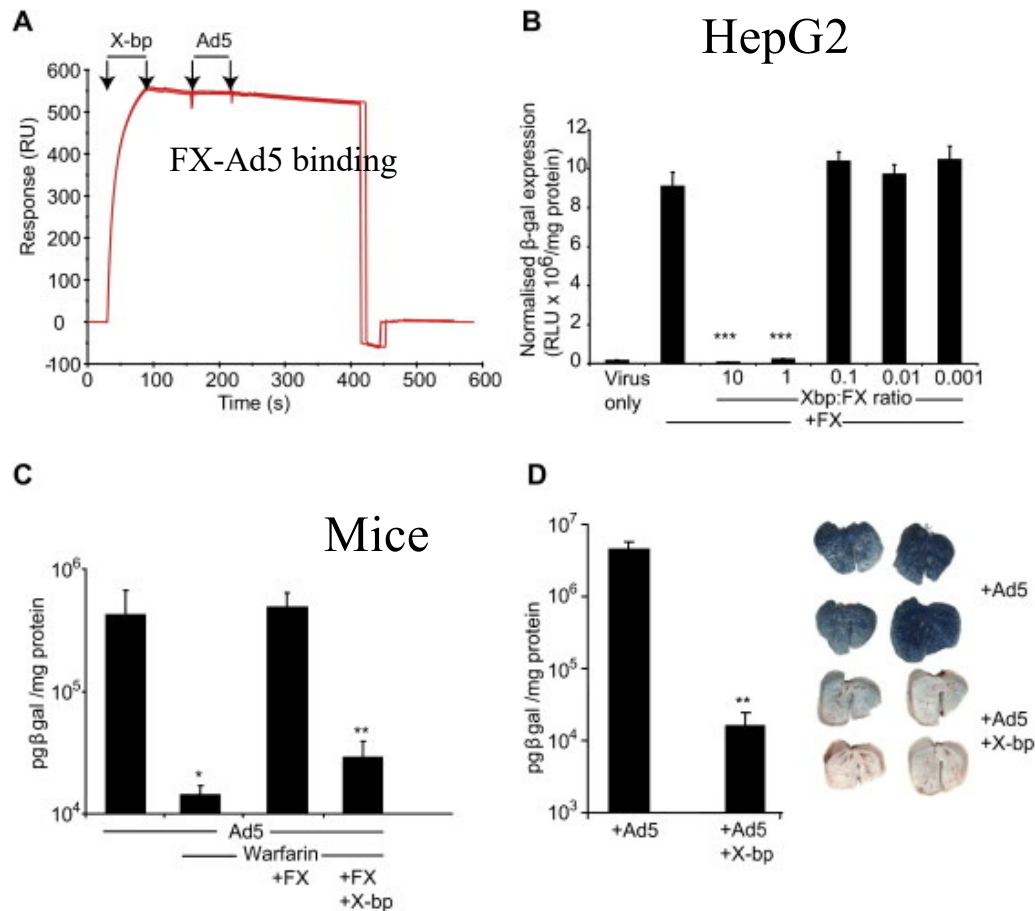 A
X-bp Ad5
600
500
400
300
200
100
0
-100
Response (RU)
FX-Ad5 binding
0 100 200 300 400 500 600
Time (s)
B
HepG2
Normalised β-gal expression
(RLU x 10⁶/mg protein)
12
10
8
6
4
2
0
*** ***
Virus only
10 1 0.1 0.01 0.001
Xbp:FX ratio
+FX
C
Mice
pg β gal /mg protein
10⁶
10⁵
10⁴
* **
Ad5
Warfarin
+FX +FX
+X-bp
D
pg β gal /mg protein
10⁷
10⁶
10⁵
10⁴
10³
**
+Ad5 +Ad5
+X-bp
+Ad5
+Ad5
+X-bp